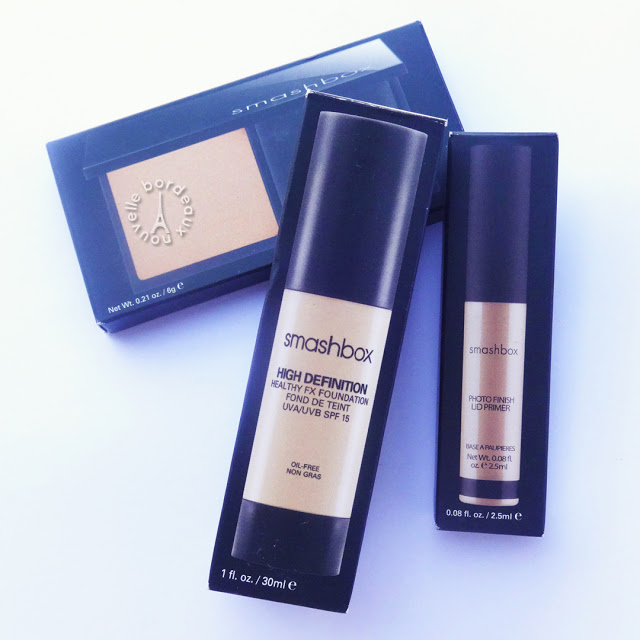 smashbox
nouvelle bordeaux
Net Wt. 0.21 oz. / 6g ℮
smashbox
HIGH DEFINITION
HEALTHY FX FOUNDATION
FOND DE TEINT
UVA/UVB SPF 15
OIL-FREE
NON GRAS
1 fl. oz. / 30ml ℮
smashbox
PHOTO FINISH
LID PRIMER
BASE A PAUPIERES
Net Wt. 0.08 fl.
oz. ℮ 2.5ml
0.08 fl. oz. / 2.5ml ℮